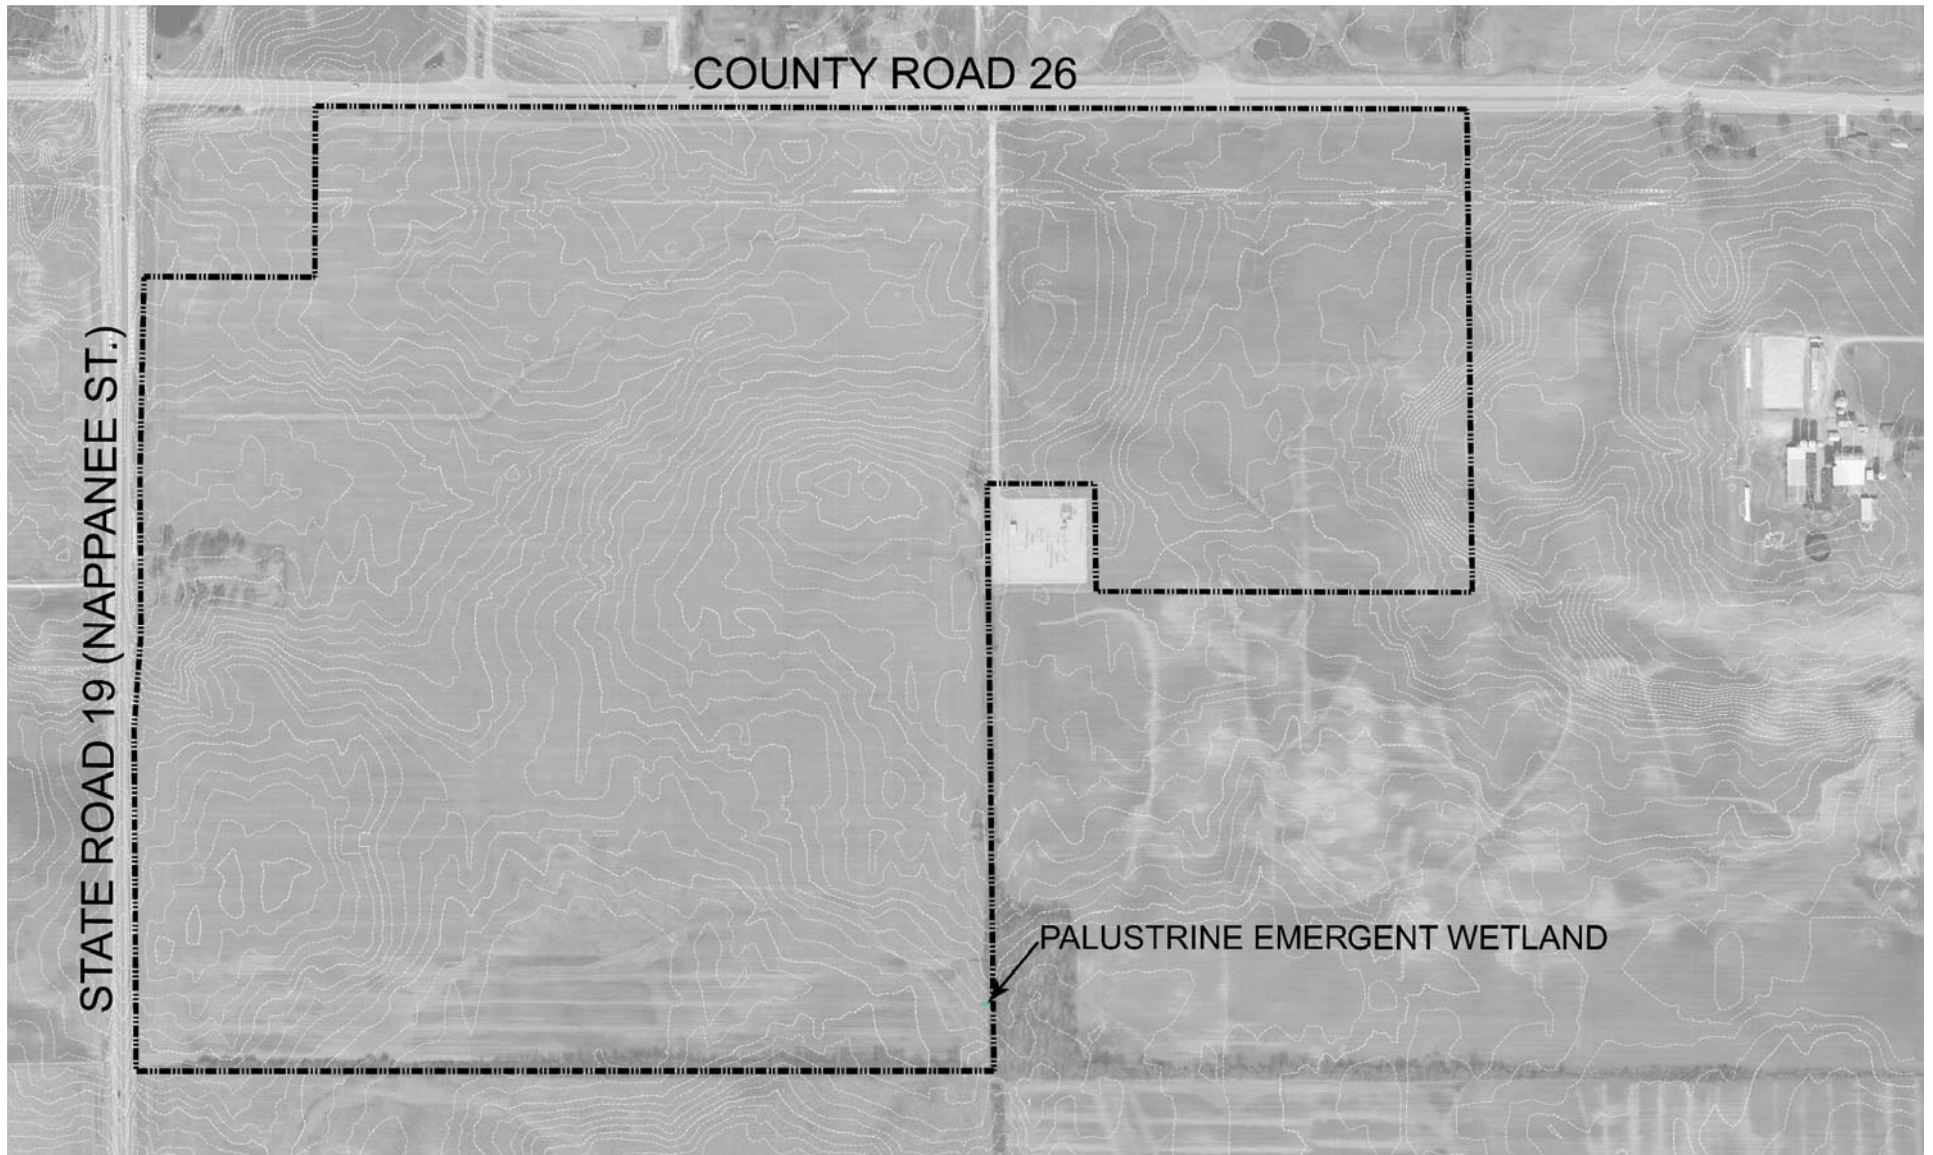 COUNTY ROAD 26
STATE ROAD 19 (NAPPANEE ST.)
PALUSTRINE EMERGENT WETLAND